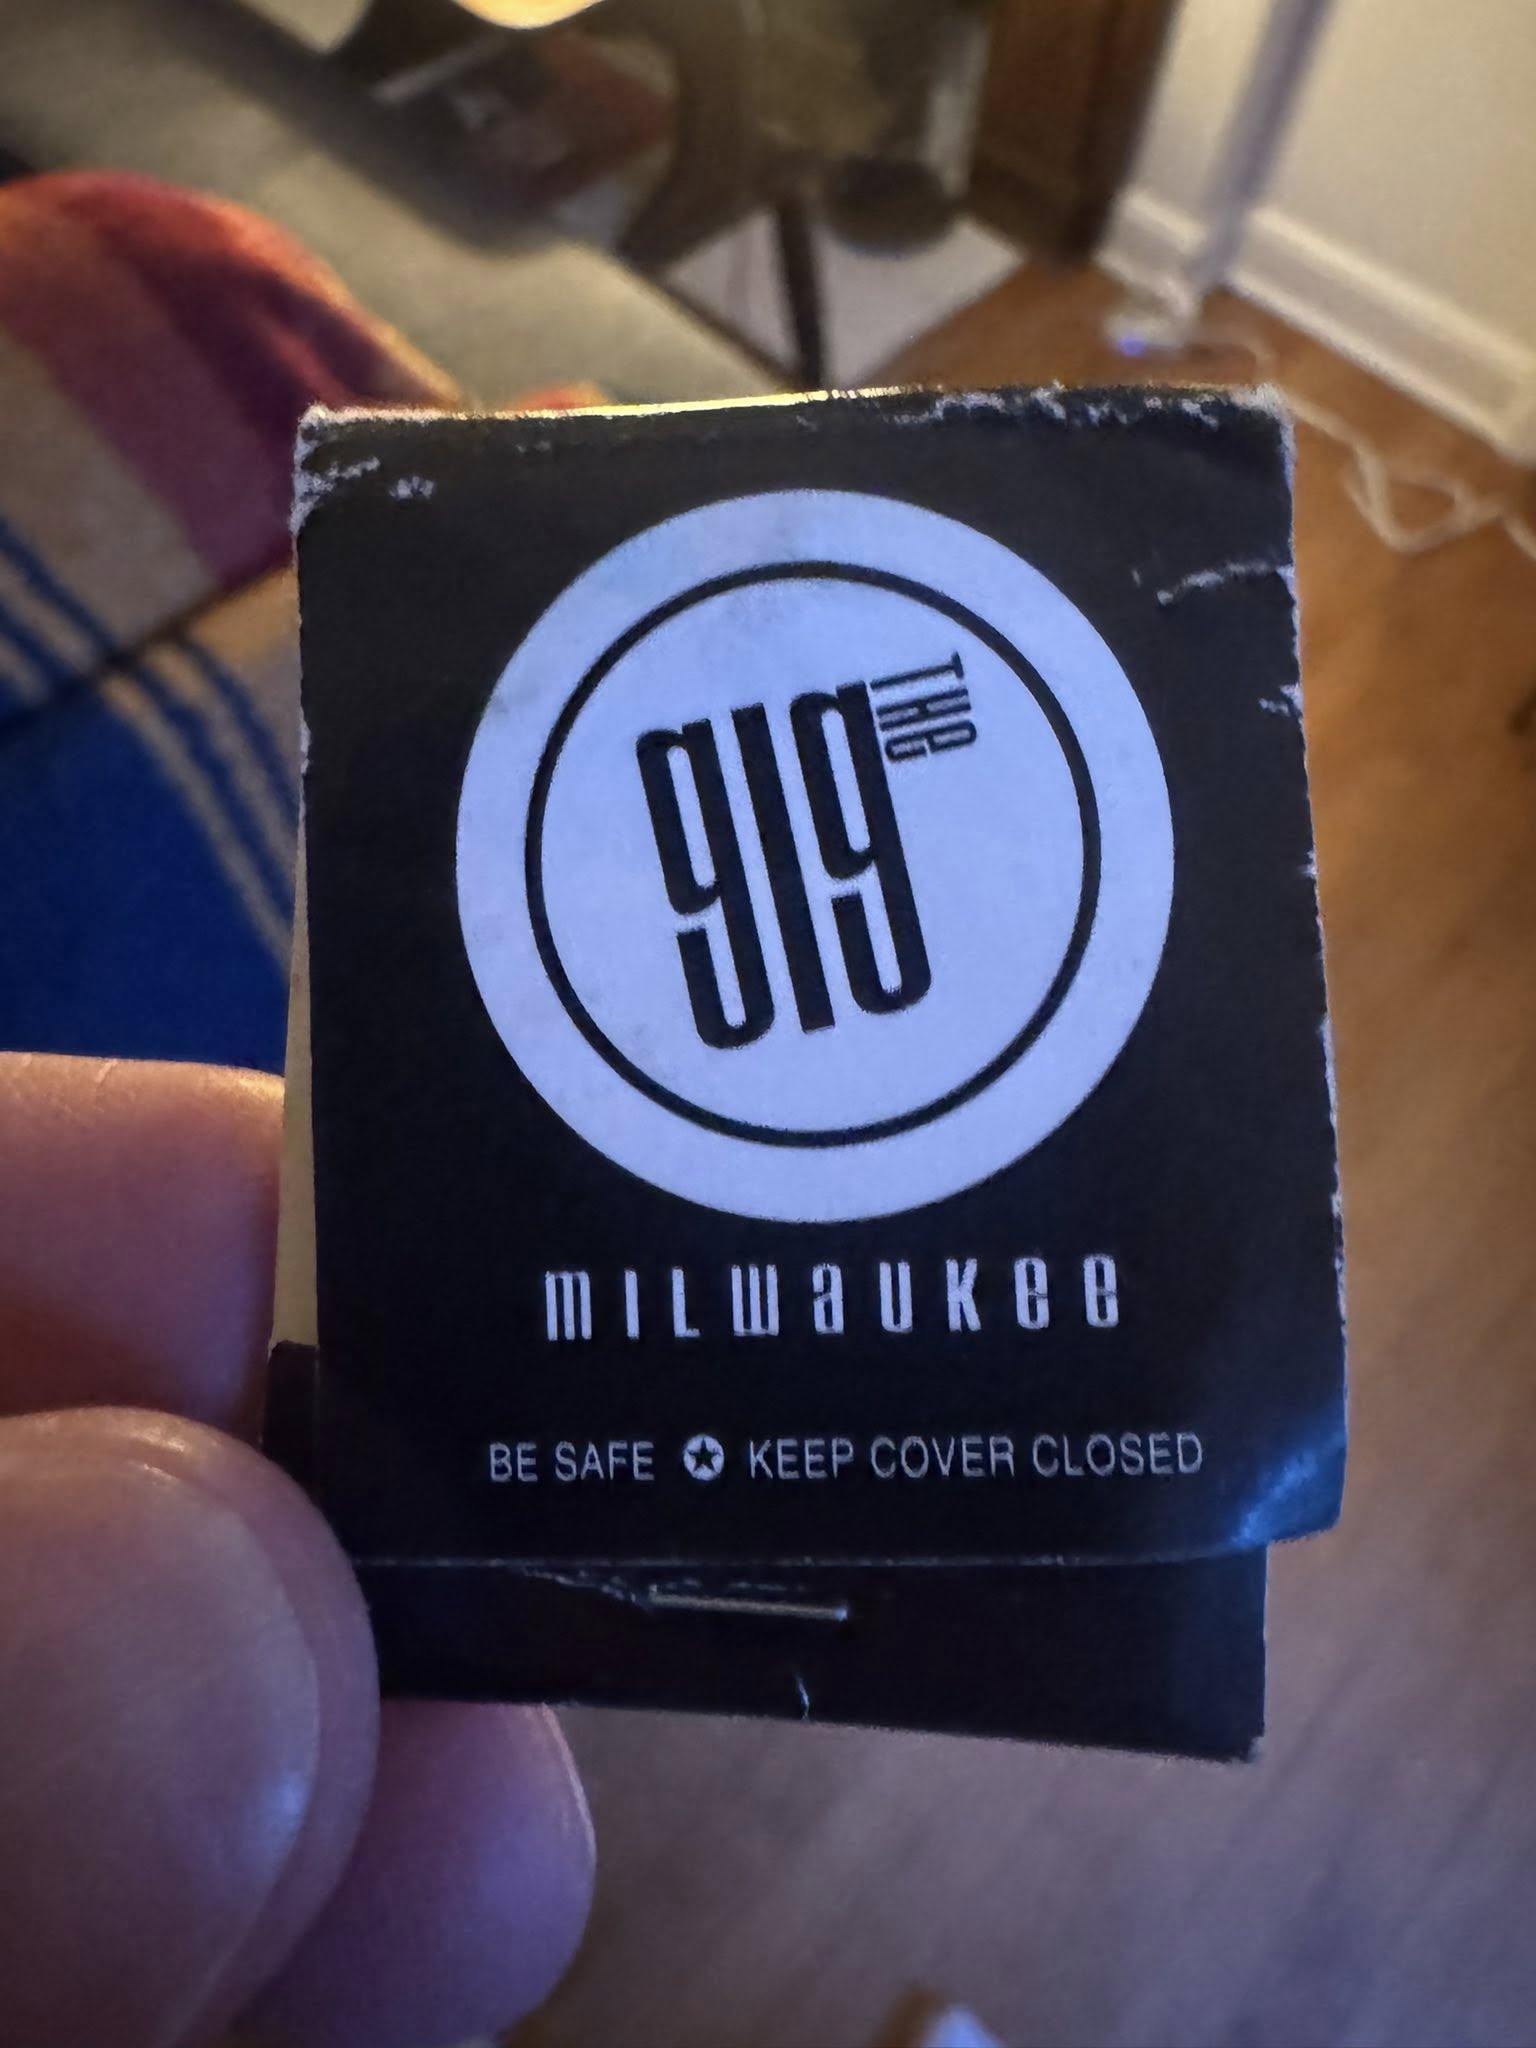 THE
gig
MILWAUKEE
BE SAFE ✪ KEEP COVER CLOSED